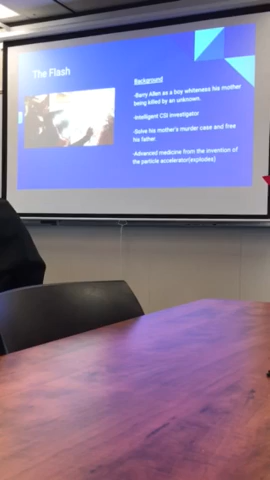 The Flash
Background
-Barry Allen as a boy whiteness his mother
being killed by an unknown.
-Intelligent CSI investigator
-Solve his mother's murder case and free
his father.
-Advanced medicine from the invention of
the particle accelerator(explodes)